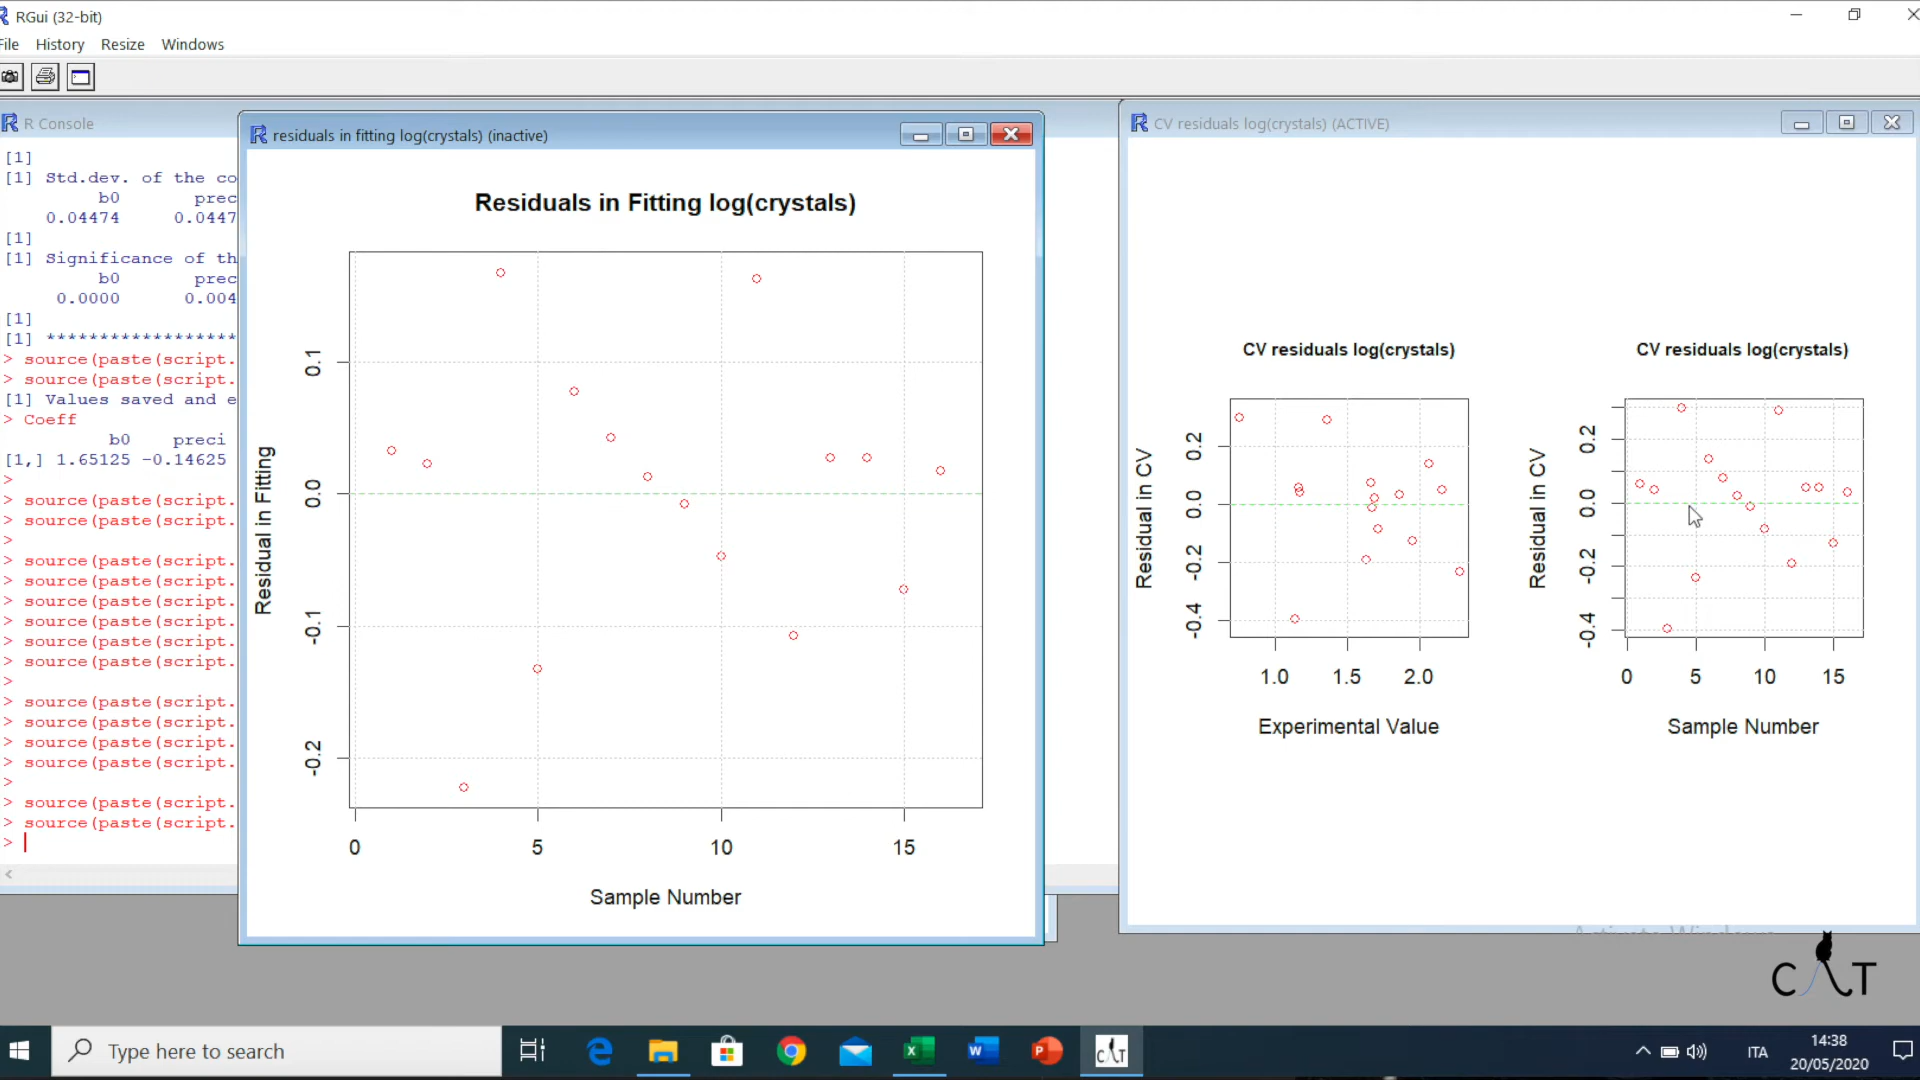 RGui (32-bit)
File History Resize Windows
R Console
[1]
[1] Std.dev. of the co
b0 prec
0.04474 0.0447
[1]
[1] Significance of th
b0 prec
0.0000 0.004
[1]
[1] *****************
> source(paste(script.
> source(paste(script.
[1] Values saved and e
> Coeff
b0 preci
[1,] 1.65125 -0.14625
>
> source(paste(script.
> source(paste(script.
>
> source(paste(script.
> source(paste(script.
> source(paste(script.
> source(paste(script.
> source(paste(script.
> source(paste(script.
>
> source(paste(script.
> source(paste(script.
> source(paste(script.
> source(paste(script.
>
> source(paste(script.
> source(paste(script.
>
residuals in fitting log(crystals) (inactive)
Residuals in Fitting log(crystals)
Residual in Fitting
0.1
0.0
-0.1
-0.2
0 5 10 15
Sample Number
CV residuals log(crystals) (ACTIVE)
CV residuals log(crystals)
Residual in CV
0.2
0.0
-0.2
-0.4
1.0 1.5 2.0
Experimental Value
CV residuals log(crystals)
Residual in CV
0.2
0.0
-0.2
-0.4
0 5 10 15
Sample Number
Activate Windows
CAT
Type here to search
CAT
ITA
14:38
20/05/2020